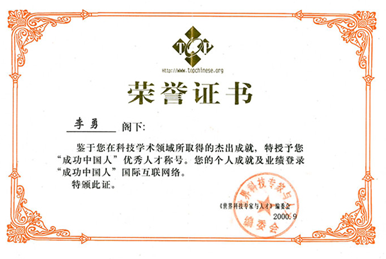 TOP
http://www.topchinese.org
荣誉证书
李勇 阁下:
鉴于您在科技学术领域所取得的杰出成就，特授予您
“成功中国人”优秀人才称号。您的个人成就及业绩登录
“成功中国人”国际互联网络。
特颁此证。
《世界科技专家与人才》编委会
2000.9
世界科技专家与人
编委会